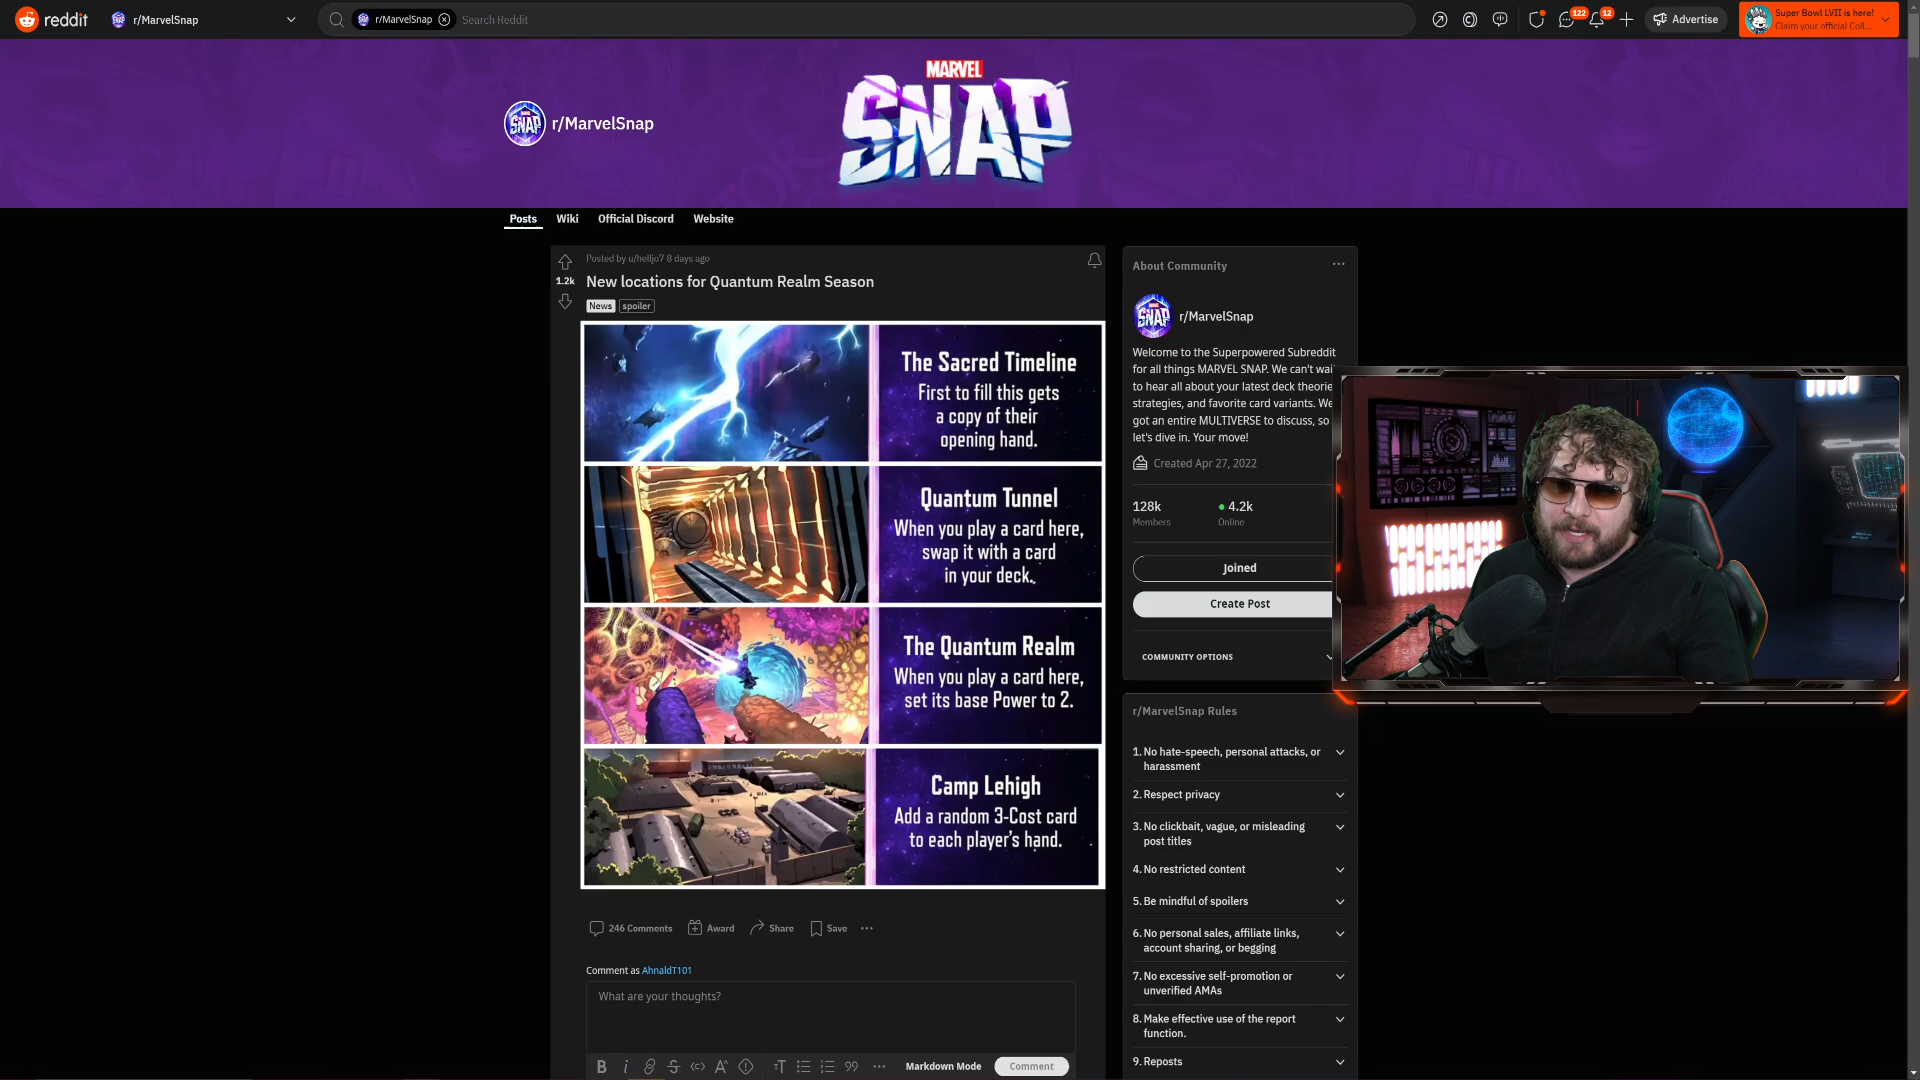 reddit
r/MarvelSnap
r/MarvelSnap
Search Reddit
122
12
Advertise
Super Bowl LVII is here!
Claim your official Coll...
MARVEL
SNAP
SNAP
r/MarvelSnap
Posts
Wiki
Official Discord
Website
Posted by u/helljo7 8 days ago
1.2k
New locations for Quantum Realm Season
News
spoiler
The Sacred Timeline
First to fill this gets
a copy of their
opening hand.
Quantum Tunnel
When you play a card here,
swap it with a card
in your deck.
The Quantum Realm
When you play a card here,
set its base Power to 2.
Camp Lehigh
Add a random 3-Cost card
to each player's hand.
246 Comments
Award
Share
Save
Comment as AhnaldT101
What are your thoughts?
Markdown Mode
Comment
About Community
SNAP
r/MarvelSnap
Welcome to the Superpowered Subreddit
for all things MARVEL SNAP. We can't wai
to hear all about your latest deck theorie
strategies, and favorite card variants. We
got an entire MULTIVERSE to discuss, so
let's dive in. Your move!
Created Apr 27, 2022
128k
4.2k
Members
Online
Joined
Create Post
COMMUNITY OPTIONS
r/MarvelSnap Rules
1. No hate-speech, personal attacks, or
harassment
2. Respect privacy
3. No clickbait, vague, or misleading
post titles
4. No restricted content
5. Be mindful of spoilers
6. No personal sales, affiliate links,
account sharing, or begging
7. No excessive self-promotion or
unverified AMAs
8. Make effective use of the report
function.
9. Reposts